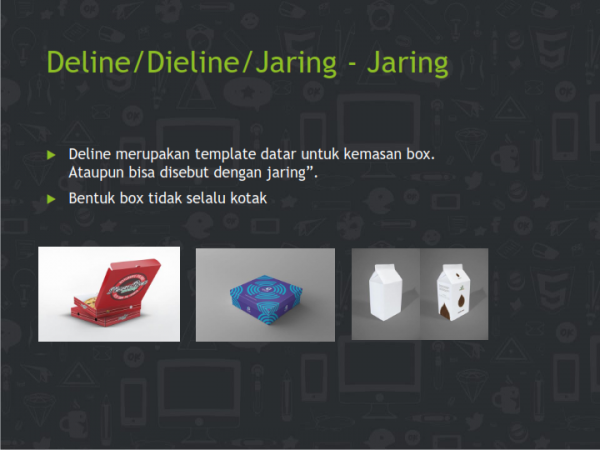 Deline/Dieline/Jaring - Jaring
Deline merupakan template datar untuk kemasan box.
Ataupun bisa disebut dengan jaring”.
Bentuk box tidak selalu kotak